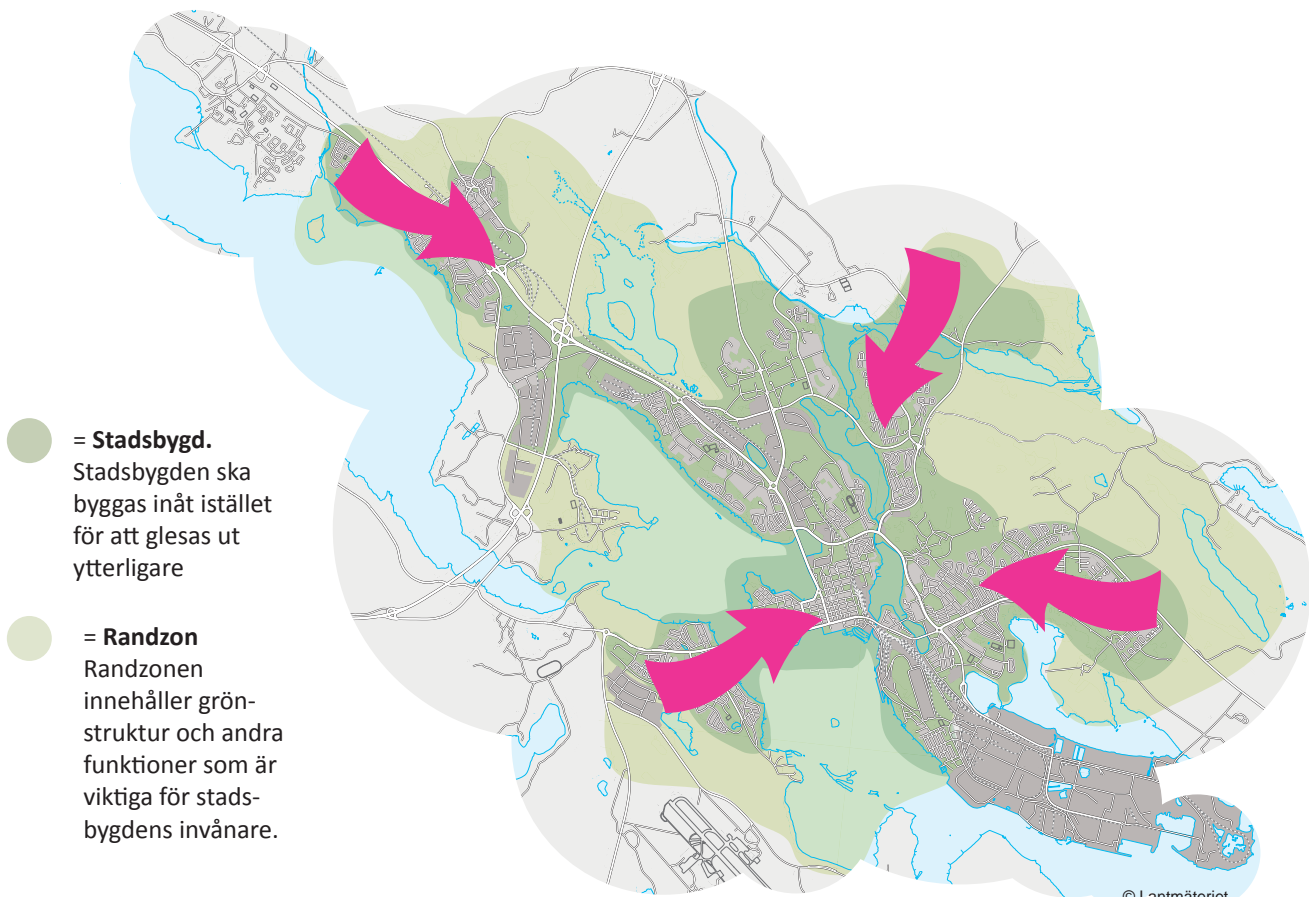 = Stadsbygd.
Stadsbygden ska
byggas inåt istället
för att glesas ut
ytterligare
= Randzon
Randzonen
innehåller grön-
struktur och andra
funktioner som är
viktiga för stads-
bygdens invånare.
© Lantmäteriet